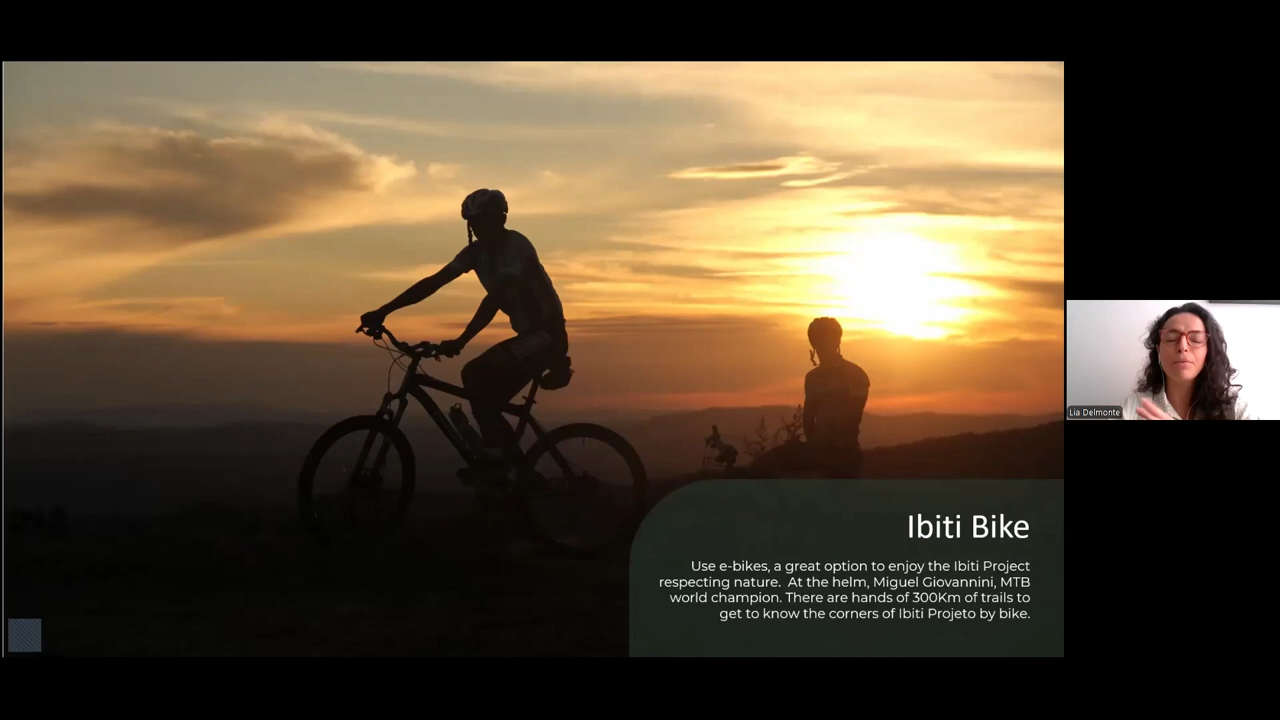 Ibiti Bike
Use e-bikes, a great option to enjoy the Ibiti Project
respecting nature.  At the helm, Miguel Giovannini, MTB
world champion. There are hands of 300Km of trails to
get to know the corners of Ibiti Projeto by bike.
Lia Delmonte